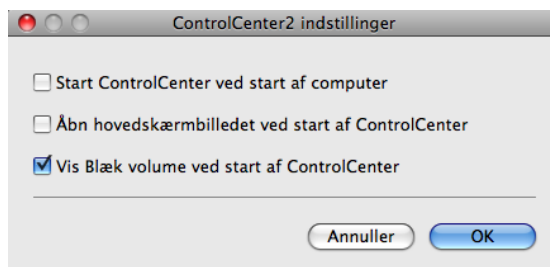 ControlCenter2 indstillinger
Start ControlCenter ved start af computer
Åbn hovedskærmbilledet ved start af ControlCenter
Vis Blæk volume ved start af ControlCenter
Annuller
OK